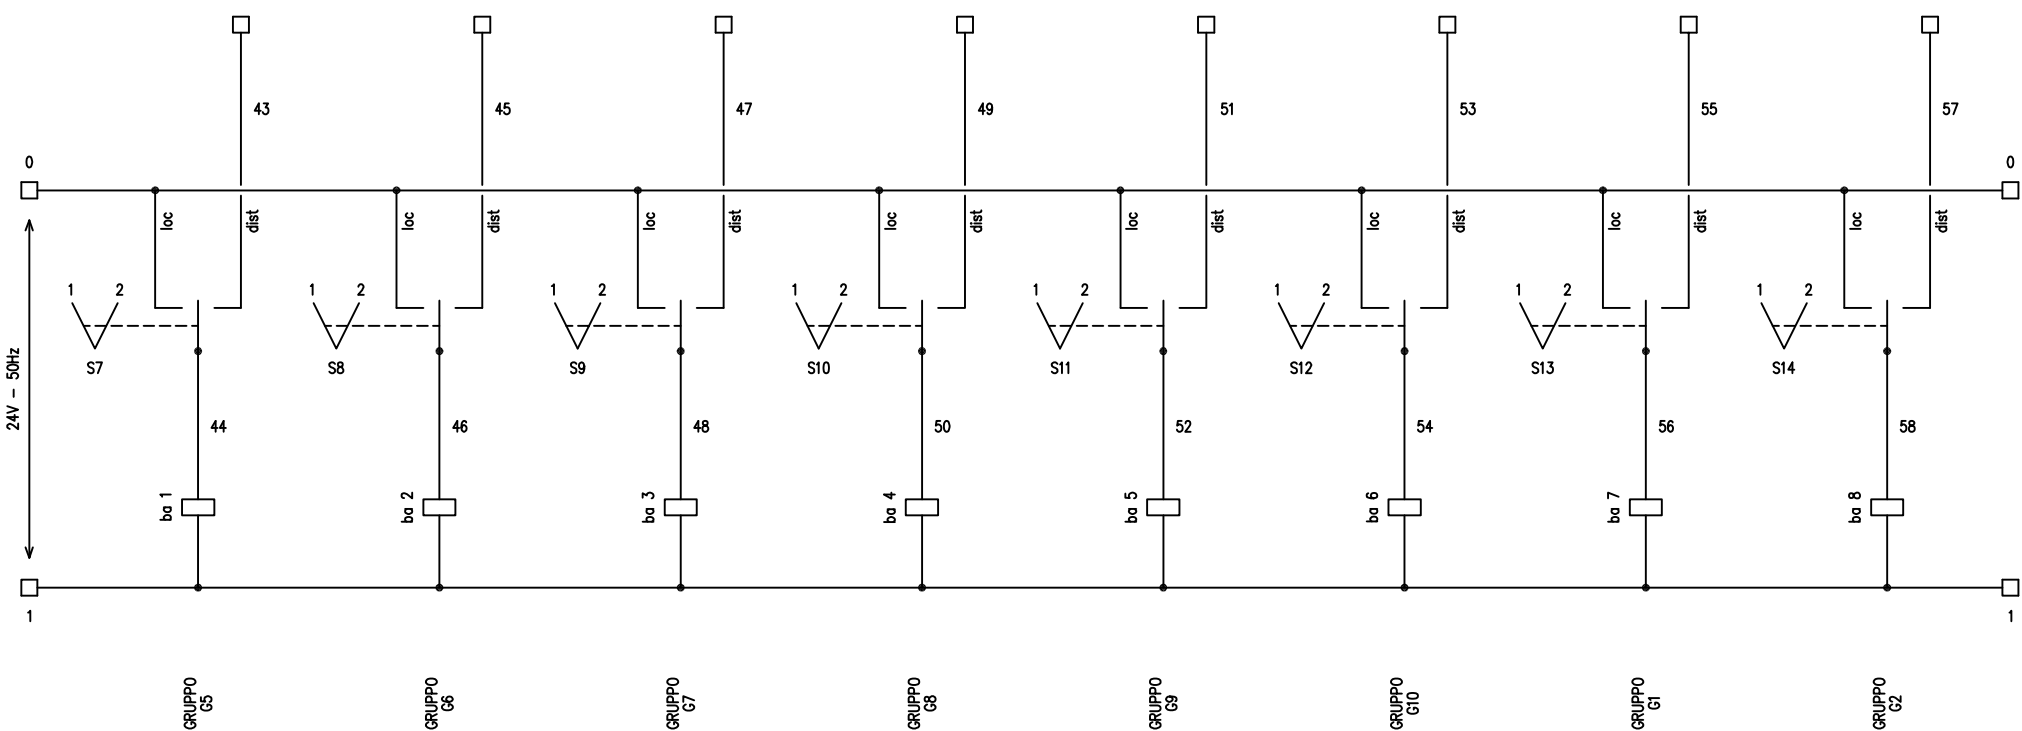 43 45 47 49 51 53 55 57
0 0
loc dist loc dist loc dist loc dist loc dist loc dist loc dist loc dist
1 2 1 2 1 2 1 2 1 2 1 2 1 2 1 2
S7 S8 S9 S10 S11 S12 S13 S14
24V - 50Hz
44 46 48 50 52 54 56 58
ba 1 ba 2 ba 3 ba 4 ba 5 ba 6 ba 7 ba 8
1 1
GRUPPO
G5
GRUPPO
G6
GRUPPO
G7
GRUPPO
G8
GRUPPO
G9
GRUPPO
G10
GRUPPO
G1
GRUPPO
G2